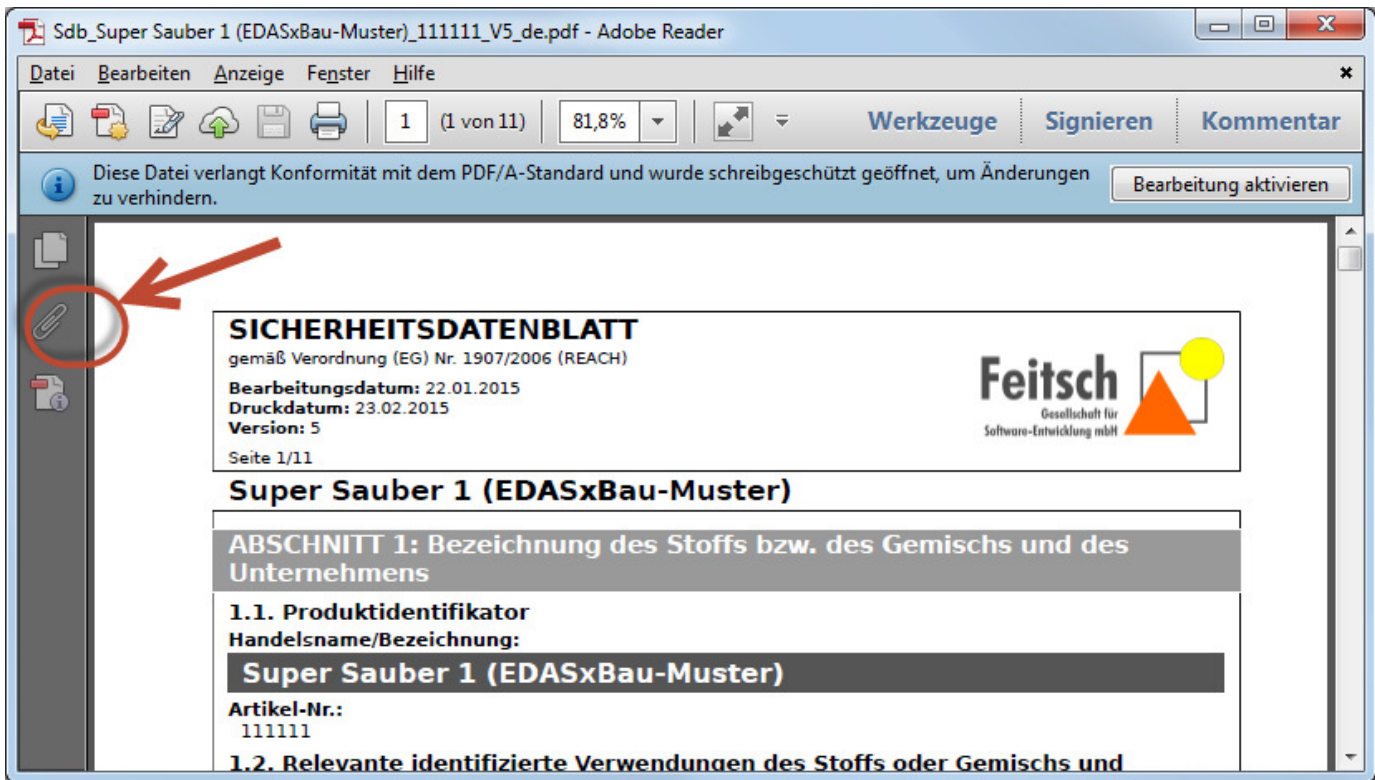 Sdb_Super Sauber 1 (EDASxBau-Muster)_111111_V5_de.pdf - Adobe Reader
Datei Bearbeiten Anzeige Fenster Hilfe
1 (1 von 11) 81,8% Werkzeuge Signieren Kommentar
Diese Datei verlangt Konformität mit dem PDF/A-Standard und wurde schreibgeschützt geöffnet, um Änderungen
zu verhindern.
Bearbeitung aktivieren
SICHERHEITSDATENBLATT
gemäß Verordnung (EG) Nr. 1907/2006 (REACH)
Bearbeitungsdatum: 22.01.2015
Druckdatum: 23.02.2015
Version: 5
Seite 1/11
Feitsch
Gesellschaft für
Software-Entwicklung mbH
Super Sauber 1 (EDASxBau-Muster)
ABSCHNITT 1: Bezeichnung des Stoffs bzw. des Gemischs und des
Unternehmens
1.1. Produktidentifikator
Handelsname/Bezeichnung:
Super Sauber 1 (EDASxBau-Muster)
Artikel-Nr.:
111111
1.2. Relevante identifizierte Verwendungen des Stoffs oder Gemischs und